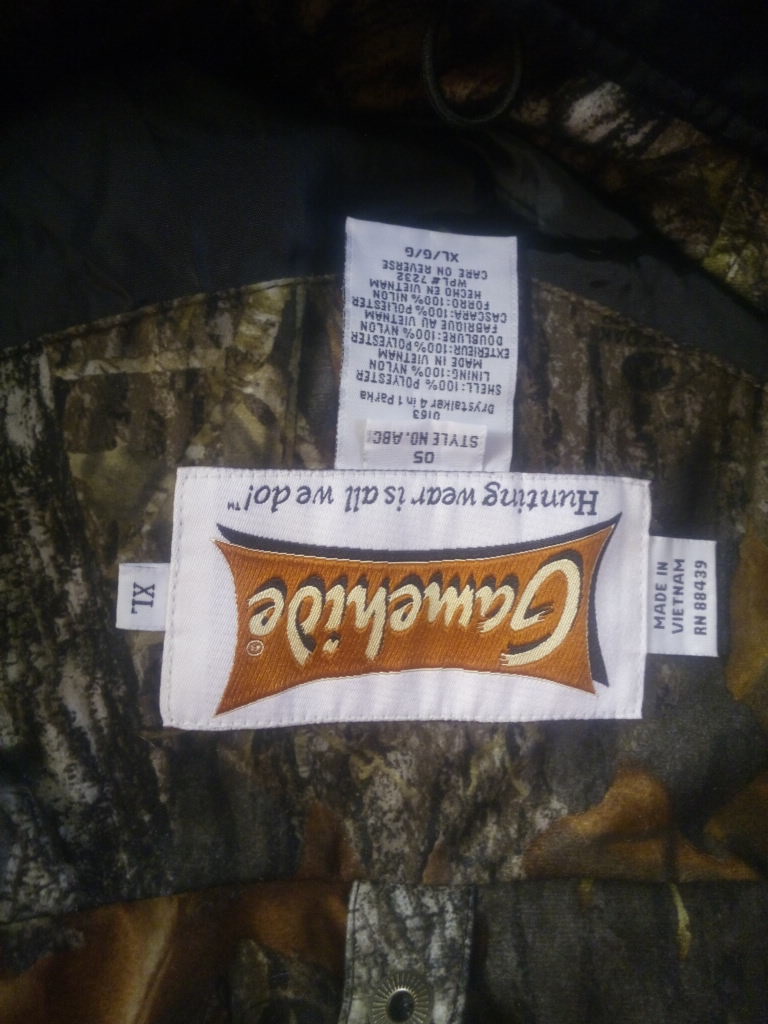 Gamehide®
Hunting wear is all we do!™
XL
MADE IN
VIETNAM
RN 88439
05
STYLE NO. ABC
0163
Drystalker 4 in 1 Parka
SHELL:100% POLYESTER
LINING:100% NYLON
MADE IN VIETNAM
EXTERIEUR:100% POLYESTER
DOUBLURE:100% NYLON
FABRIQUE AU VIETNAM
CASCARA:100% POLIESTER
FORRO:100% NILON
HECHO EN VIETNAM
WPL# 7232
CARE ON REVERSE
XL/G/G